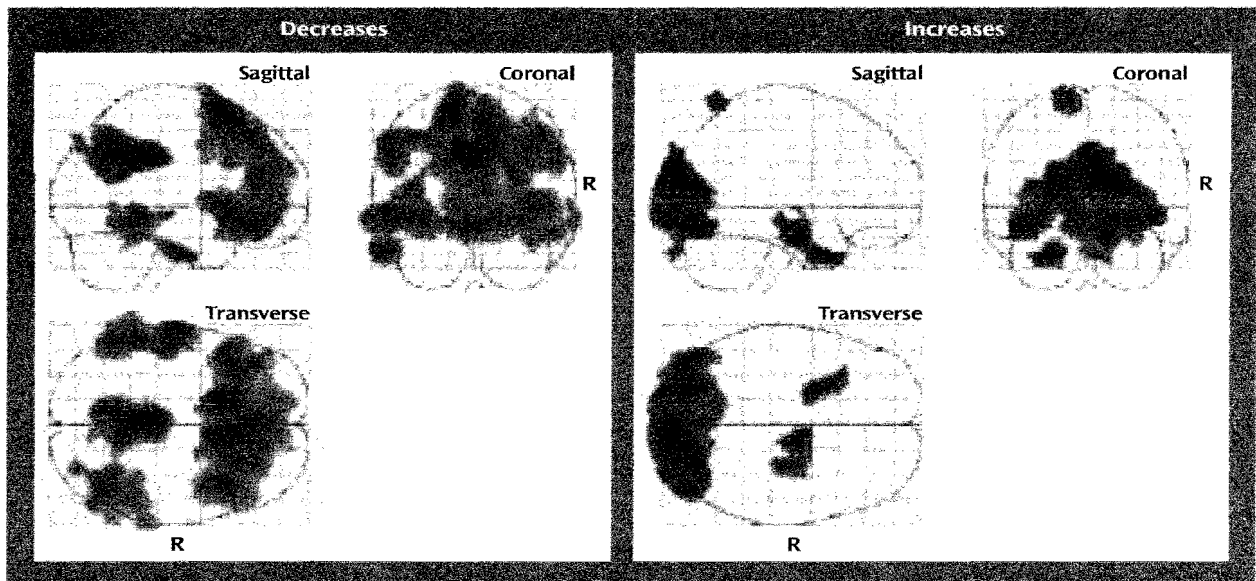 Decreases
Sagittal
Coronal
R
Transverse
R
Increases
Sagittal
Coronal
R
Transverse
R